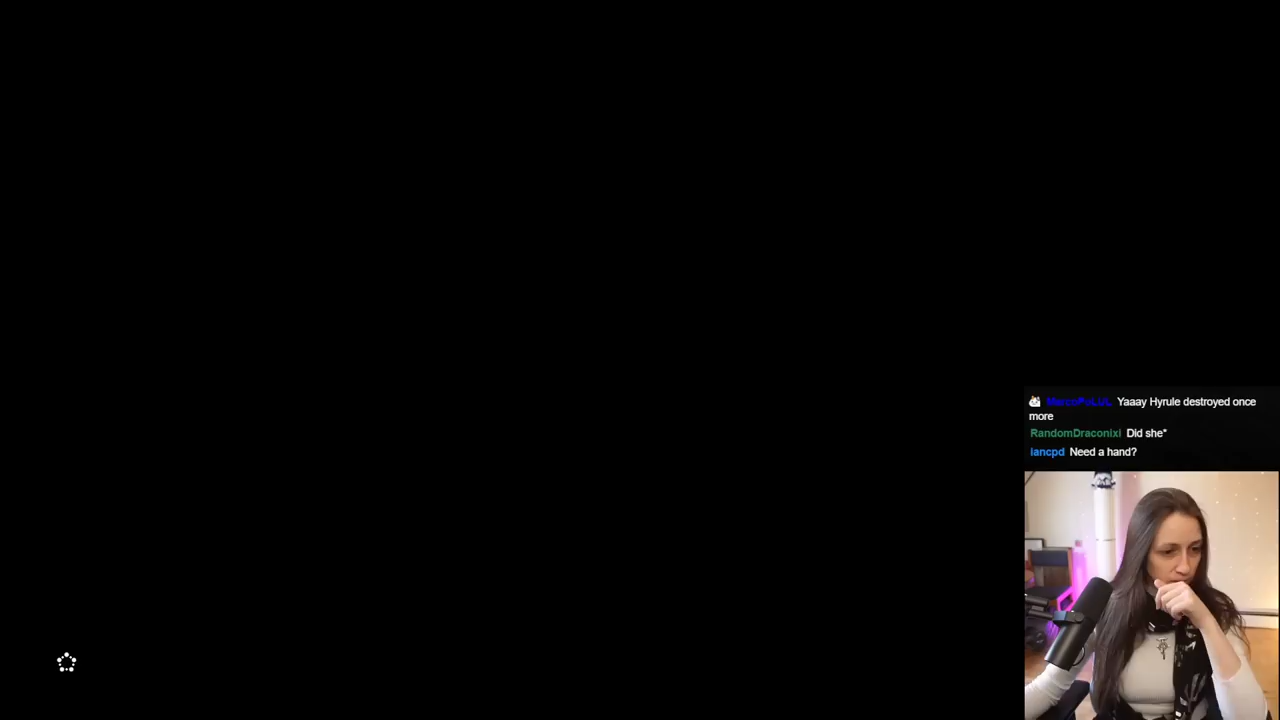 Yaaay Hyrule destroyed once
more
RandomDraconixi Did she*
iancpd Need a hand?